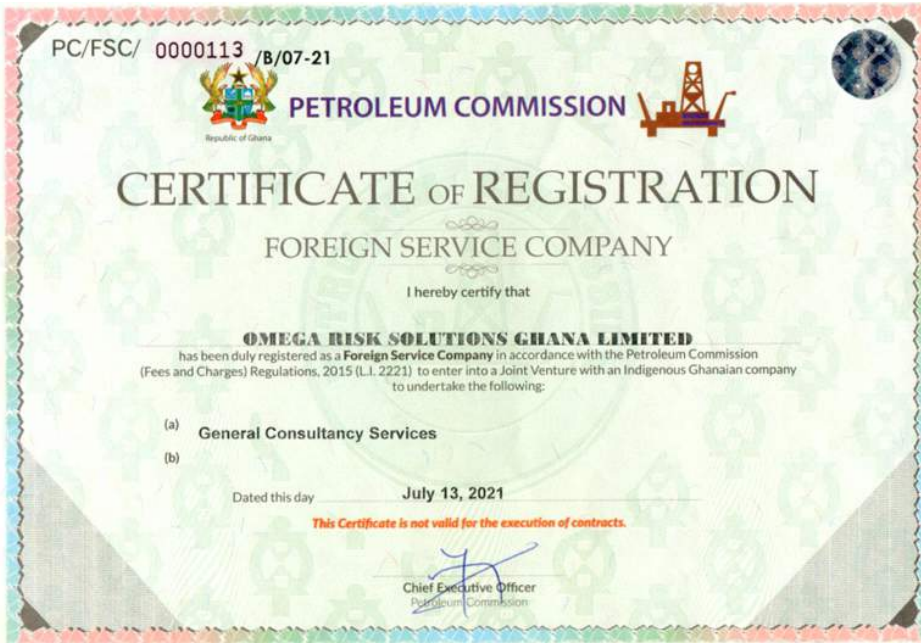 PC/FSC/ 0000113 /B/07-21
Republic of Ghana
PETROLEUM COMMISSION
CERTIFICATE OF REGISTRATION
FOREIGN SERVICE COMPANY
I hereby certify that
OMEGA RISK SOLUTIONS GHANA LIMITED
has been duly registered as a Foreign Service Company in accordance with the Petroleum Commission
(Fees and Charges) Regulations, 2015 (L.I. 2221) to enter into a Joint Venture with an Indigenous Ghanaian company
to undertake the following:
(a) General Consultancy Services
(b)
Dated this day July 13, 2021
This Certificate is not valid for the execution of contracts.
Chief Executive Officer
Petroleum Commission